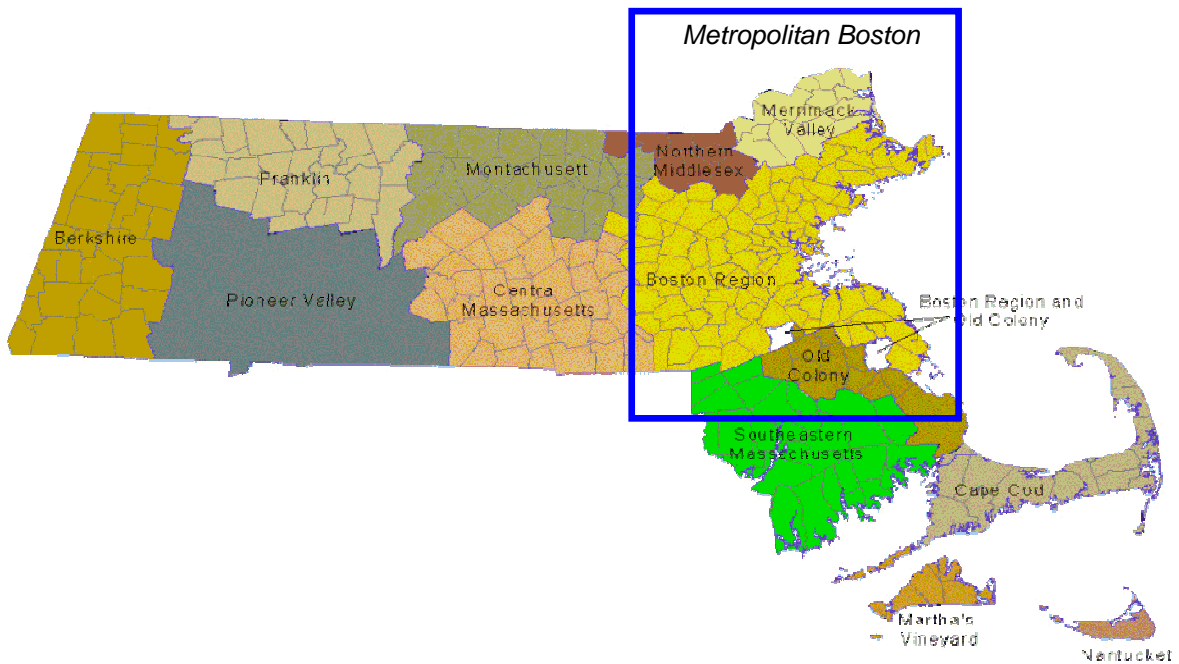 Metropolitan Boston
Merrimack
Valley
Northern
Middlesex
Montachusett
Franklin
Berkshire
Boston Region
Pioneer Valley
Centra
Massachusetts
Boston Region and
Old Colony
Old
Colony
Southeastern
Massachusetts
Cape Cod
Martha's
Vineyard
Nantucket